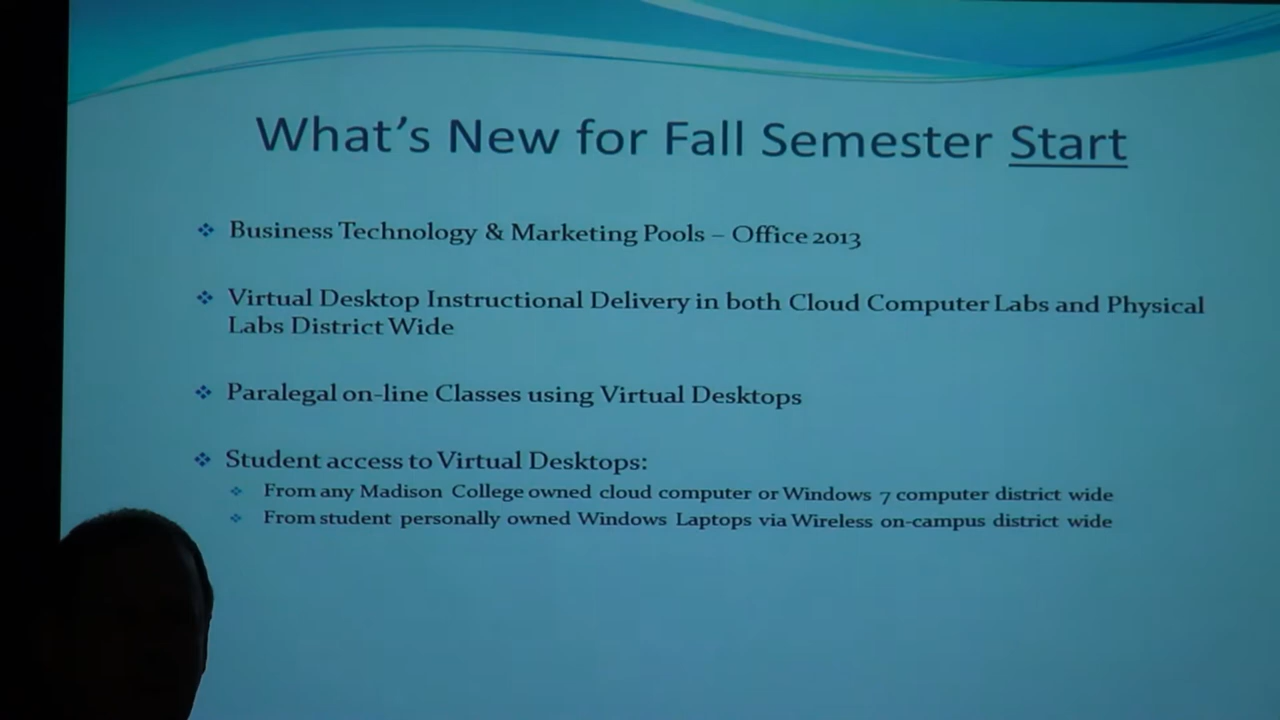 What's New for Fall Semester Start
Business Technology & Marketing Pools – Office 2013
Virtual Desktop Instructional Delivery in both Cloud Computer Labs and Physical
Labs District Wide
Paralegal on-line Classes using Virtual Desktops
Student access to Virtual Desktops:
From any Madison College owned cloud computer or Windows 7 computer district wide
From student personally owned Windows Laptops via Wireless on-campus district wide